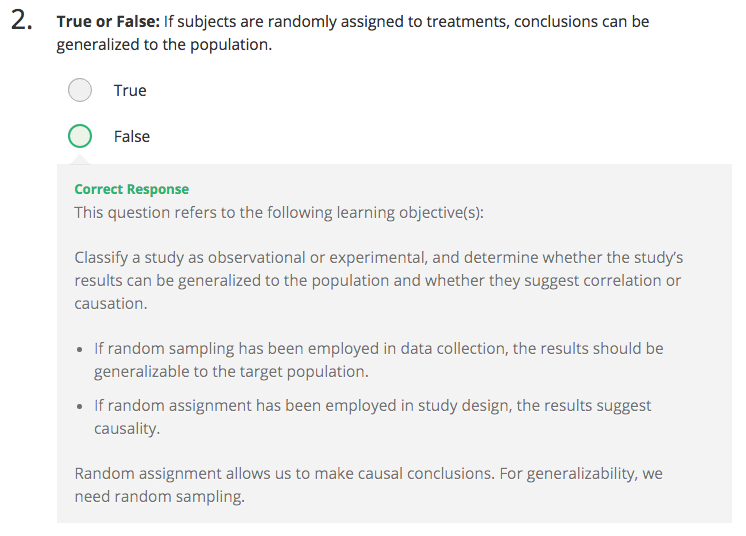 2. True or False: If subjects are randomly assigned to treatments, conclusions can be
generalized to the population.
True
False
Correct Response
This question refers to the following learning objective(s):
Classify a study as observational or experimental, and determine whether the study’s
results can be generalized to the population and whether they suggest correlation or
causation.
• If random sampling has been employed in data collection, the results should be
generalizable to the target population.
• If random assignment has been employed in study design, the results suggest
causality.
Random assignment allows us to make causal conclusions. For generalizability, we
need random sampling.